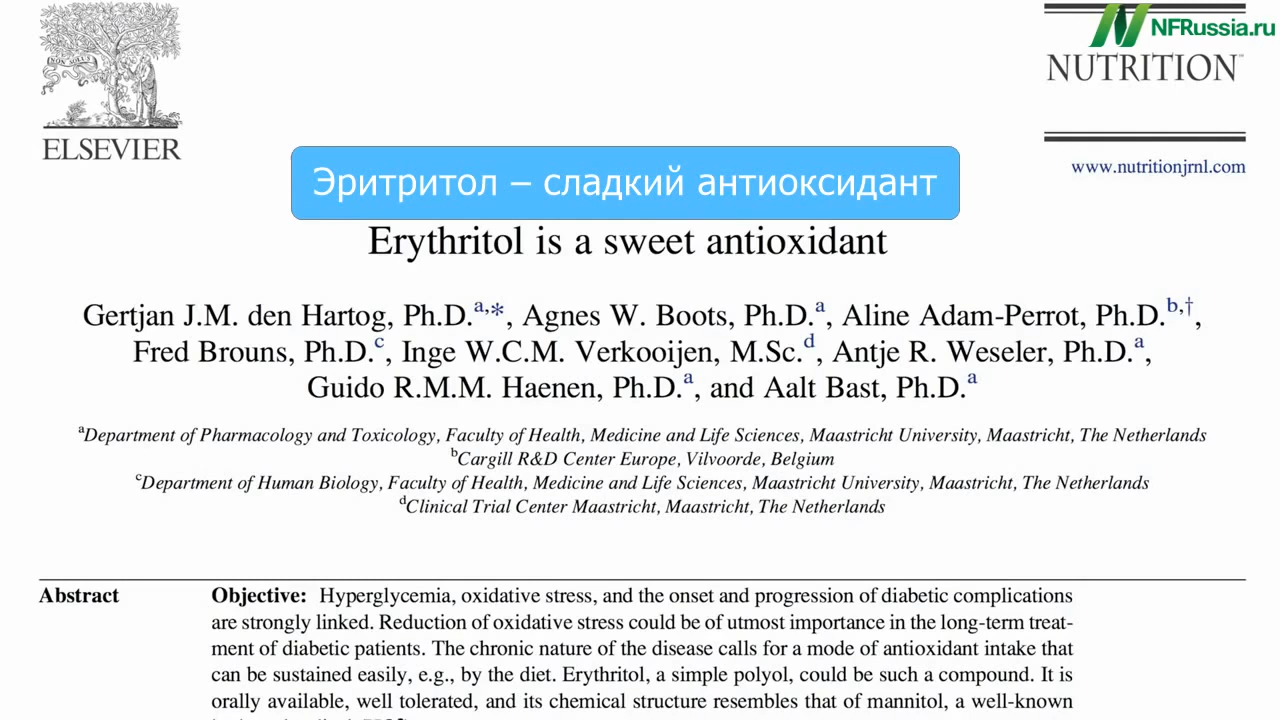 NFRussia.ru
NUTRITION
ELSEVIER
www.nutritionjrnl.com
Эритритол – сладкий антиоксидант
Erythritol is a sweet antioxidant
Gertjan J.M. den Hartog, Ph.D.a,*, Agnes W. Boots, Ph.D.a, Aline Adam-Perrot, Ph.D.b,†,
Fred Brouns, Ph.D.c, Inge W.C.M. Verkooijen, M.Sc.d, Antje R. Weseler, Ph.D.a,
Guido R.M.M. Haenen, Ph.D.a, and Aalt Bast, Ph.D.a
aDepartment of Pharmacology and Toxicology, Faculty of Health, Medicine and Life Sciences, Maastricht University, Maastricht, The Netherlands
bCargill R&D Center Europe, Vilvoorde, Belgium
cDepartment of Human Biology, Faculty of Health, Medicine and Life Sciences, Maastricht University, Maastricht, The Netherlands
dClinical Trial Center Maastricht, Maastricht, The Netherlands
Abstract Objective: Hyperglycemia, oxidative stress, and the onset and progression of diabetic complications
are strongly linked. Reduction of oxidative stress could be of utmost importance in the long-term treat-
ment of diabetic patients. The chronic nature of the disease calls for a mode of antioxidant intake that
can be sustained easily, e.g., by the diet. Erythritol, a simple polyol, could be such a compound. It is
orally available, well tolerated, and its chemical structure resembles that of mannitol, a well-known